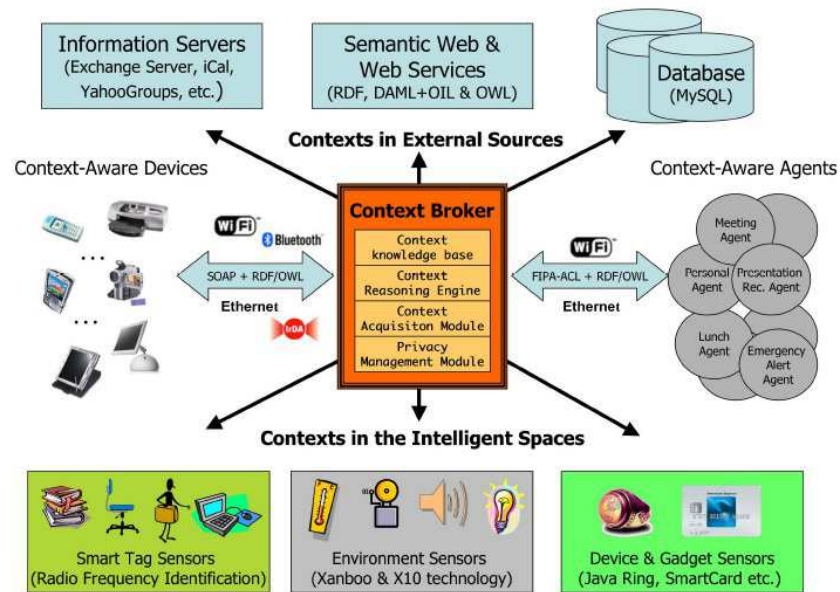 Information Servers
(Exchange Server, iCal,
YahooGroups, etc.)
Semantic Web &
Web Services
(RDF, DAML+OIL & OWL)
Database
(MySQL)
Contexts in External Sources
Context-Aware Devices
Context-Aware Agents
WiFi™
Bluetooth™
SOAP + RDF/OWL
Ethernet
IrDA
Context Broker
Context
knowledge base
Context
Reasoning Engine
Context
Acquisiton Module
Privacy
Management Module
WiFi™
FIPA-ACL + RDF/OWL
Ethernet
Meeting
Agent
Personal
Agent
Presentation
Rec. Agent
Lunch
Agent
Emergency
Alert
Agent
Contexts in the Intelligent Spaces
Smart Tag Sensors
(Radio Frequency Identification)
Environment Sensors
(Xanboo & X10 technology)
Device & Gadget Sensors
(Java Ring, SmartCard etc.)